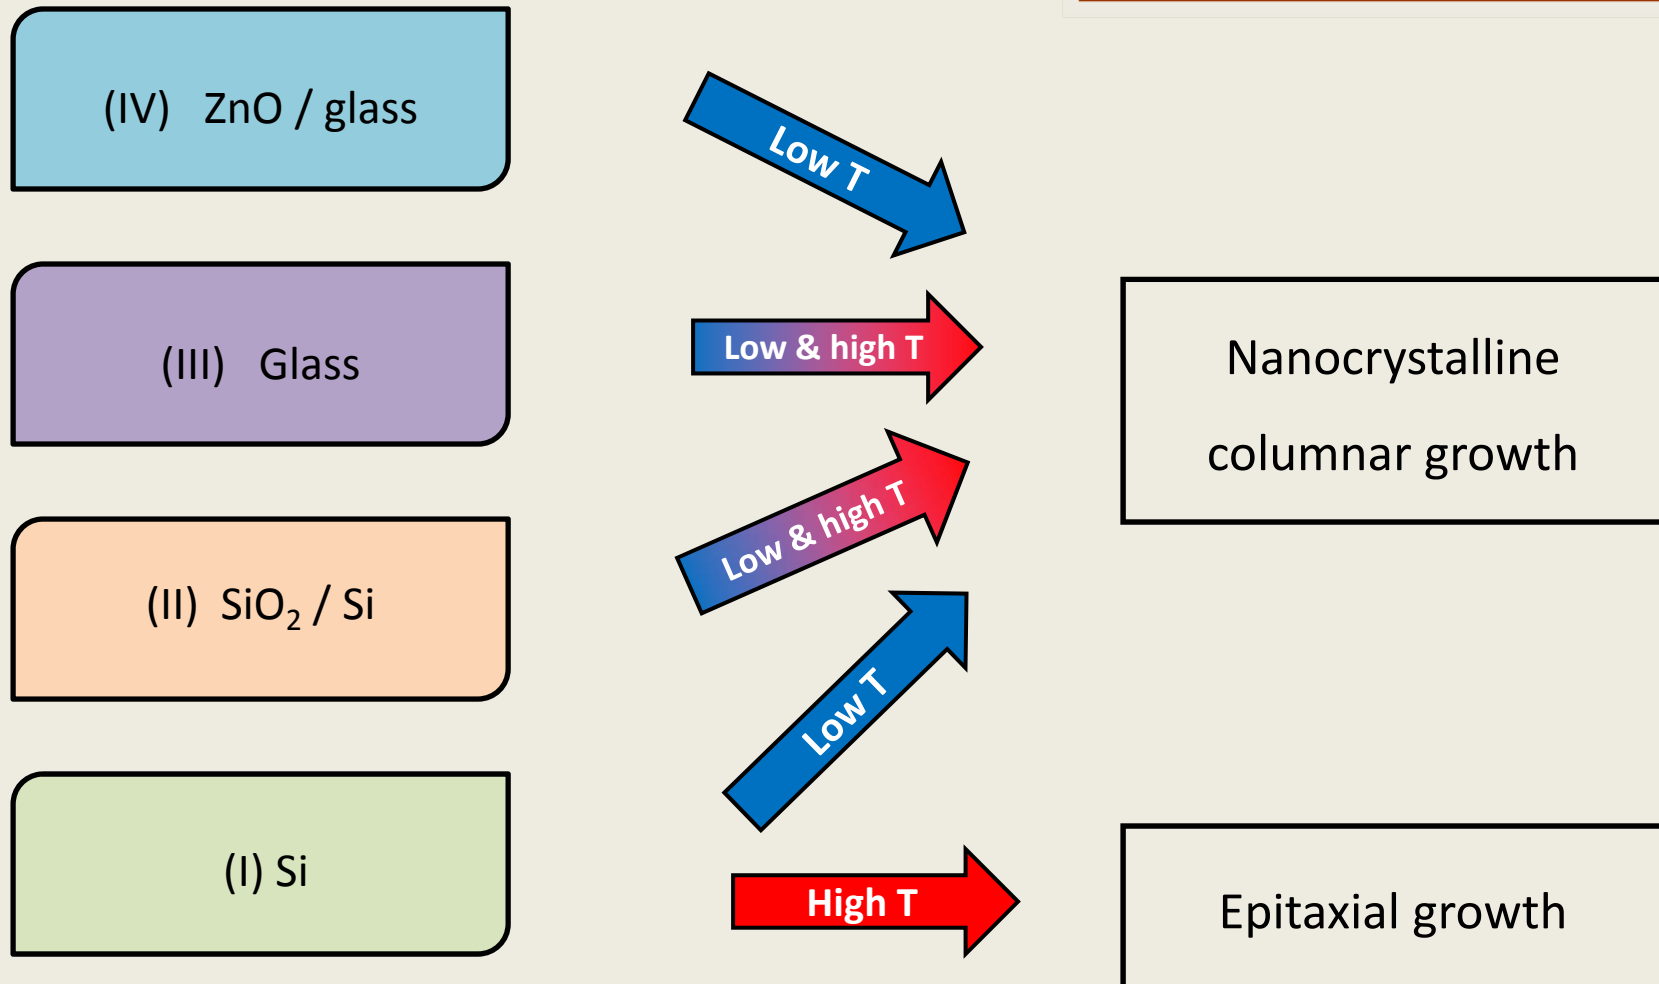 (IV) ZnO / glass
Low T
(III) Glass
Low & high T
Nanocrystalline
columnar growth
(II) SiO₂ / Si
Low & high T
Low T
(I) Si
High T
Epitaxial growth